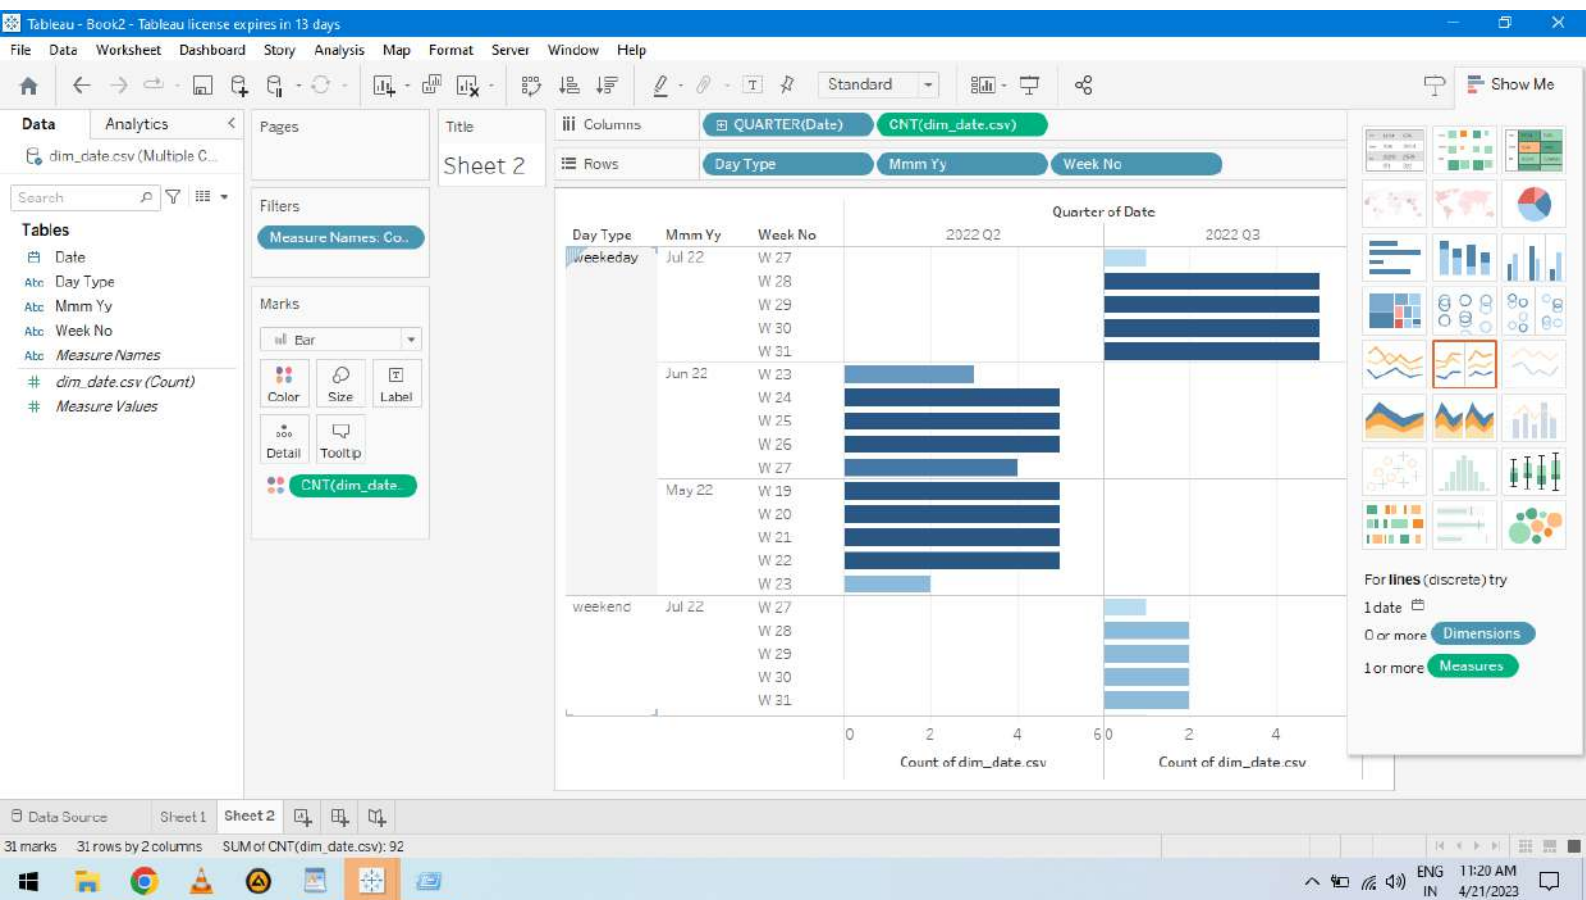 Tableau - Book2 - Tableau license expires in 13 days
File Data Worksheet Dashboard Story Analysis Map Format Server Window Help
Standard
Show Me
Data Analytics
dim_date.csv (Multiple C...
Search
Tables
Date
Abc Day Type
Abc Mmm Yy
Abc Week No
Abc Measure Names
# dim_date.csv (Count)
# Measure Values
Pages
Filters
Measure Names: Co..
Marks
Bar
Color Size Label
Detail Tooltip
CNT(dim_date..
Title
Sheet 2
Columns QUARTER(Date) CNT(dim_date.csv)
Rows Day Type Mmm Yy Week No
Quarter of Date
Day Type Mmm Yy Week No 2022 Q2 2022 Q3
weekeday Jul 22 W 27
W 28
W 29
W 30
W 31
Jun 22 W 23
W 24
W 25
W 26
W 27
May 22 W 19
W 20
W 21
W 22
W 23
weekend Jul 22 W 27
W 28
W 29
W 30
W 31
0 2 4 6 0 2 4
Count of dim_date.csv Count of dim_date.csv
For lines (discrete) try
1 date
0 or more Dimensions
1 or more Measures
Data Source Sheet 1 Sheet 2
31 marks 31 rows by 2 columns SUM of CNT(dim_date.csv): 92
ENG 11:20 AM
IN 4/21/2023